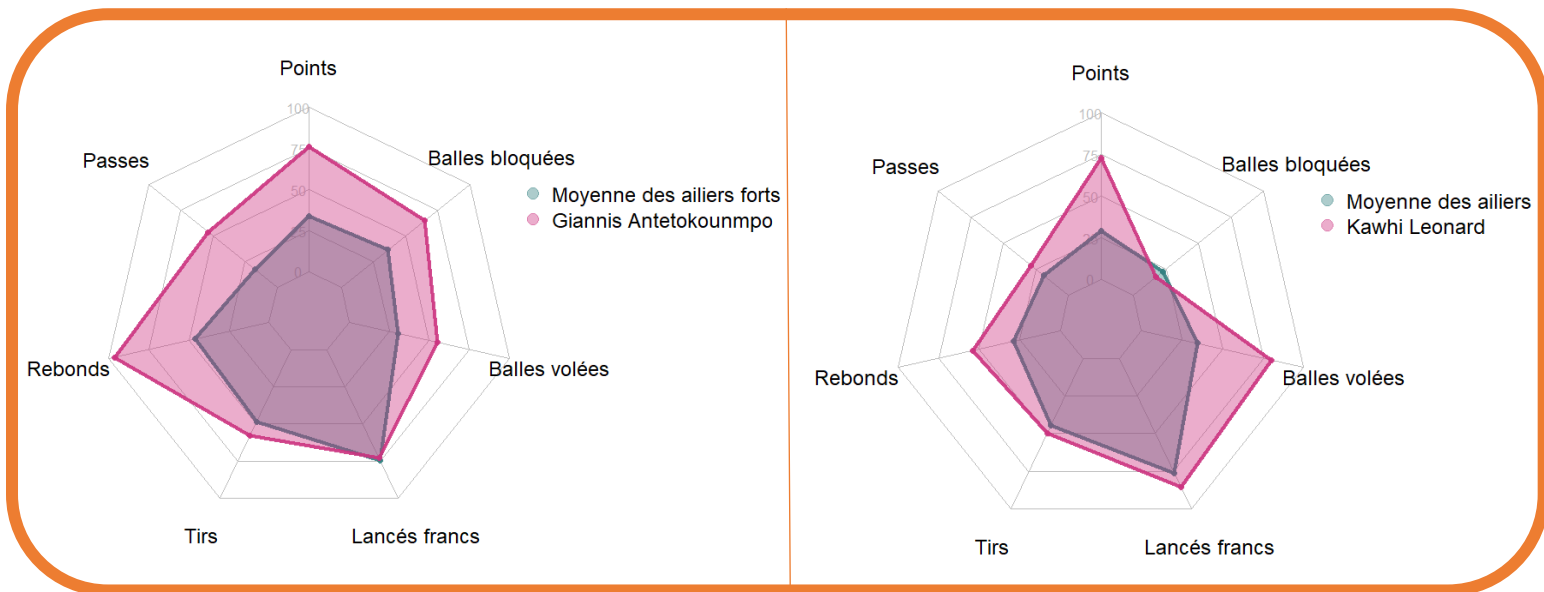 Points
100
75
50
25
0
Passes
Balles bloquées
Moyenne des ailiers forts
Giannis Antetokounmpo
Rebonds
Balles volées
Tirs
Lancés francs
Points
100
75
50
25
0
Passes
Balles bloquées
Moyenne des ailiers
Kawhi Leonard
Rebonds
Balles volées
Tirs
Lancés francs